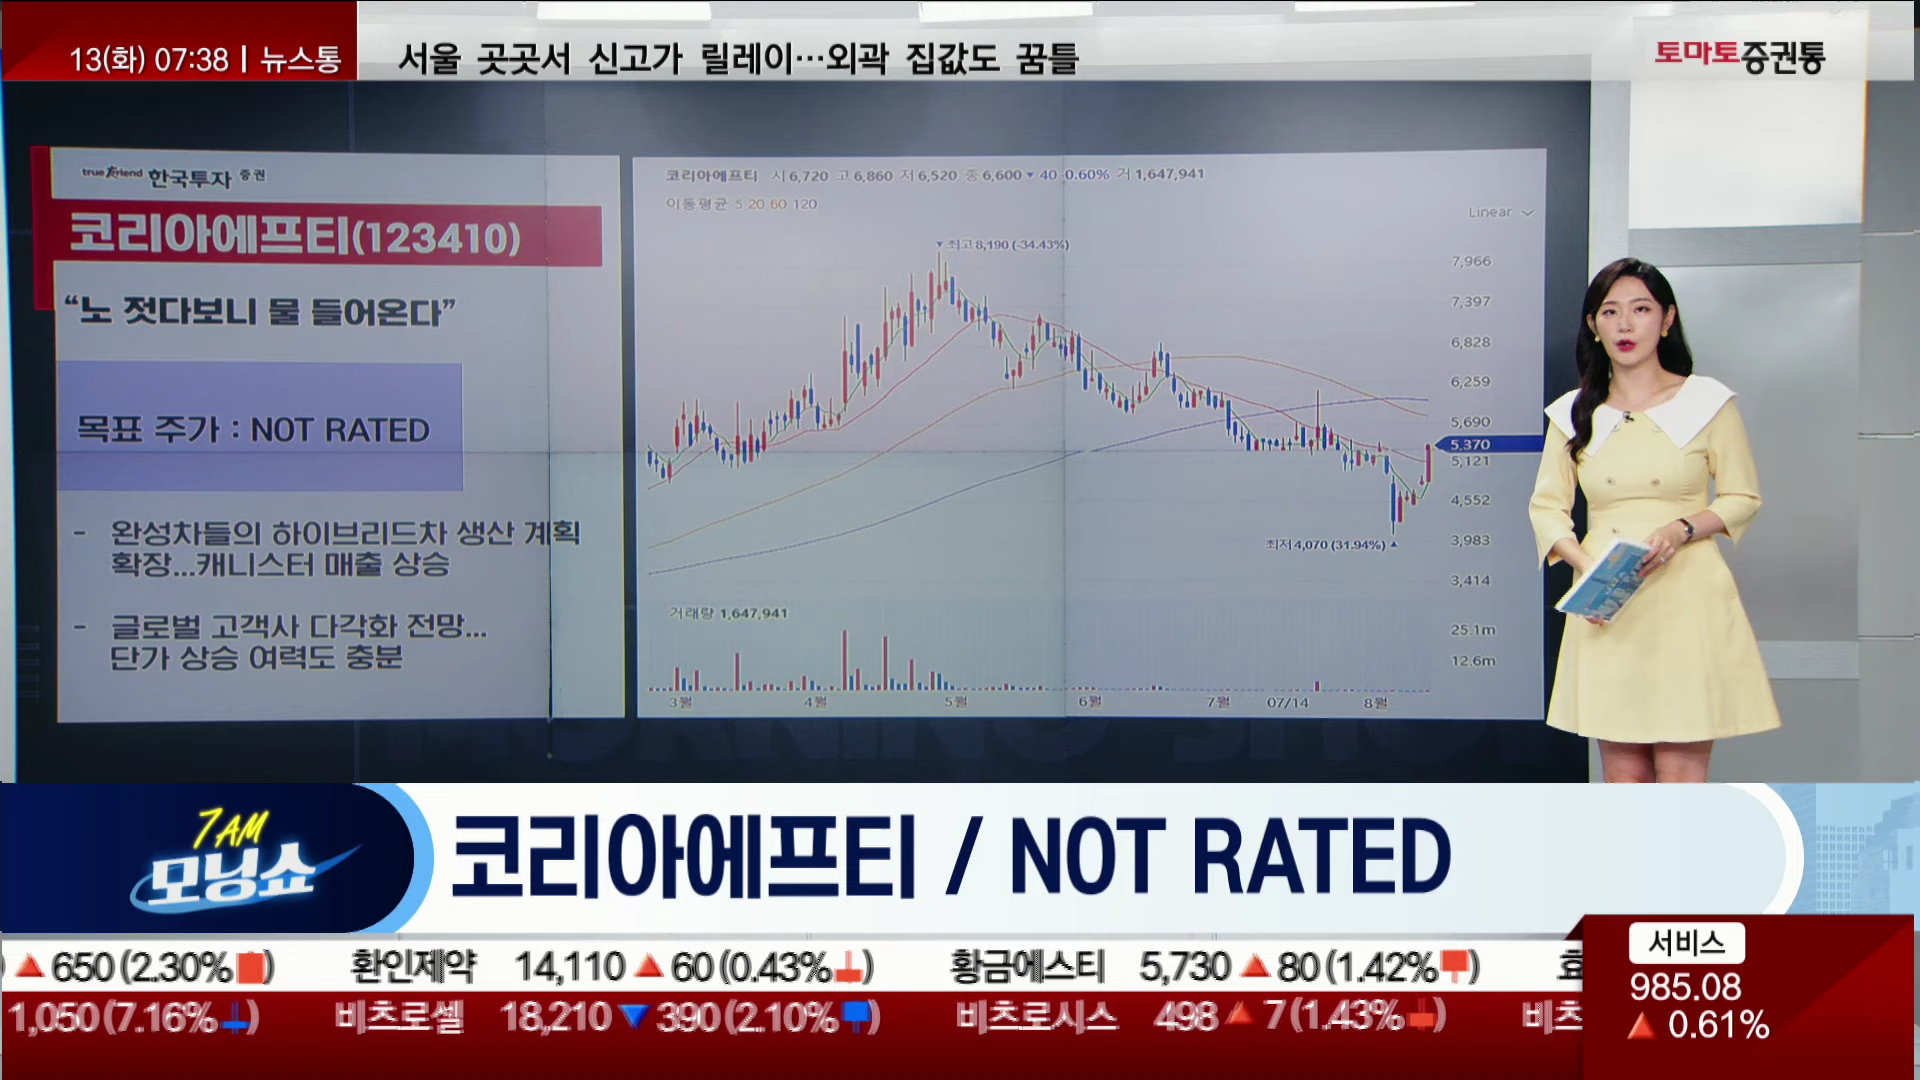 13(화) 07:38 | 뉴스통
서울 곳곳서 신고가 릴레이…외곽 집값도 꿈틀
토마토증권통
true friend 한국투자 증권
코리아에프티(123410)
“노 젓다보니 물 들어온다”
목표 주가 : NOT RATED
- 완성차들의 하이브리드차 생산 계획
확장...캐니스터 매출 상승
- 글로벌 고객사 다각화 전망...
단가 상승 여력도 충분
코리아에프티 시 6,720 고 6,860 저 6,520 종 6,600 ▼ 40 -0.60% 거 1,647,941
이동평균 5 20 60 120
Linear
▼ 최고 8,190 (-34.43%)
7,966
7,397
6,828
6,259
5,690
5,370
5,121
4,552
최저 4,070 (31.94%) ▲
3,983
3,414
거래량 1,647,941
25.1m
12.6m
3월 4월 5월 6월 7월 07/14 8월
7 AM
모닝쇼
코리아에프티 / NOT RATED
▲ 650 (2.30%) 환인제약 14,110 ▲ 60 (0.43%) 황금에스티 5,730 ▲ 80 (1.42%)
1,050 (7.16%) 비츠로셀 18,210 ▼ 390 (2.10%) 비츠로시스 498 ▲ 7 (1.43%) 비츠
서비스
985.08
▲ 0.61%